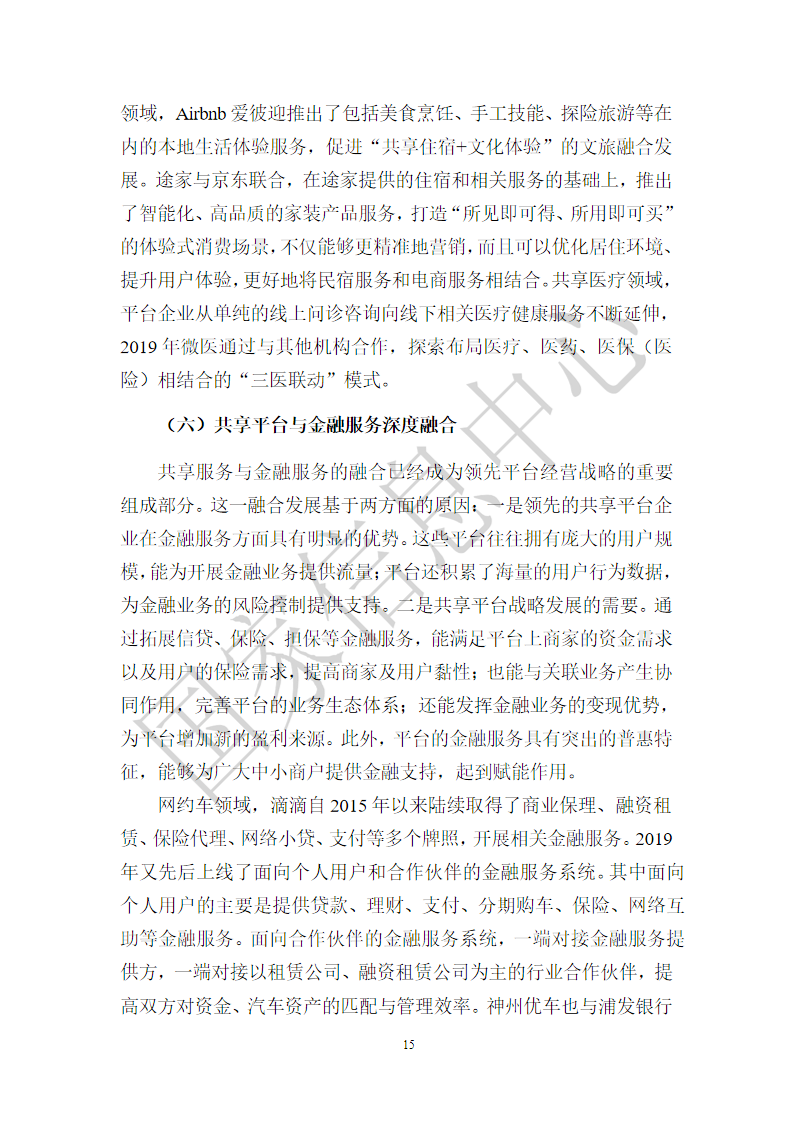 领域，Airbnb 爱彼迎推出了包括美食烹饪、手工技能、探险旅游等在
内的本地生活体验服务，促进“共享住宿+文化体验”的文旅融合发
展。途家与京东联合，在途家提供的住宿和相关服务的基础上，推出
了智能化、高品质的家装产品服务，打造“所见即可得、所用即可买”
的体验式消费场景，不仅能够更精准地营销，而且可以优化居住环境、
提升用户体验，更好地将民宿服务和电商服务相结合。共享医疗领域，
平台企业从单纯的线上问诊咨询向线下相关医疗健康服务不断延伸，
2019 年微医通过与其他机构合作，探索布局医疗、医药、医保（医
险）相结合的“三医联动”模式。
（六）共享平台与金融服务深度融合
共享服务与金融服务的融合已经成为领先平台经营战略的重要
组成部分。这一融合发展基于两方面的原因：一是领先的共享平台企
业在金融服务方面具有明显的优势。这些平台往往拥有庞大的用户规
模，能为开展金融业务提供流量；平台还积累了海量的用户行为数据，
为金融业务的风险控制提供支持。二是共享平台战略发展的需要。通
过拓展信贷、保险、担保等金融服务，能满足平台上商家的资金需求
以及用户的保险需求，提高商家及用户黏性；也能与关联业务产生协
同作用，完善平台的业务生态体系；还能发挥金融业务的变现优势，
为平台增加新的盈利来源。此外，平台的金融服务具有突出的普惠特
征，能够为广大中小商户提供金融支持，起到赋能作用。
网约车领域，滴滴自 2015 年以来陆续取得了商业保理、融资租
赁、保险代理、网络小贷、支付等多个牌照，开展相关金融服务。2019
年又先后上线了面向个人用户和合作伙伴的金融服务系统。其中面向
个人用户的主要是提供贷款、理财、支付、分期购车、保险、网络互
助等金融服务。面向合作伙伴的金融服务系统，一端对接金融服务提
供方，一端对接以租赁公司、融资租赁公司为主的行业合作伙伴，提
高双方对资金、汽车资产的匹配与管理效率。神州优车也与浦发银行
15
国家信息中心